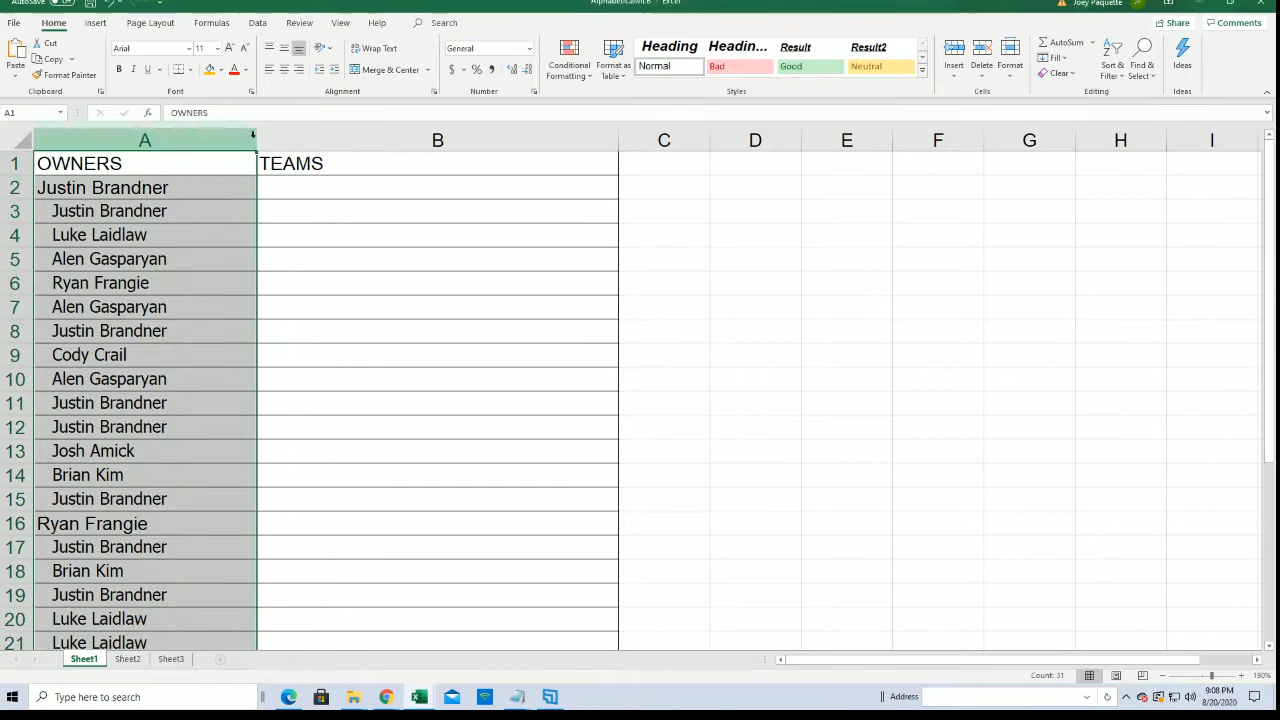 AutoSave AlphabeticalMLB - Excel Joey Paquette
File Home Insert Page Layout Formulas Data Review View Help Search Share Comments
Cut Arial 11 Wrap Text General Heading Headin... Result Result2 AutoSum
Copy Fill
Paste Format Painter Merge & Center Conditional Formatting Format as Table Normal Bad Good Neutral Insert Delete Format Clear Sort & Filter Find & Select Ideas
Clipboard Font Alignment Number Styles Cells Editing Ideas
A1 fx OWNERS
A B C D E F G H I
1 OWNERS TEAMS
2 Justin Brandner
3 Justin Brandner
4 Luke Laidlaw
5 Alen Gasparyan
6 Ryan Frangie
7 Alen Gasparyan
8 Justin Brandner
9 Cody Crail
10 Alen Gasparyan
11 Justin Brandner
12 Justin Brandner
13 Josh Amick
14 Brian Kim
15 Justin Brandner
16 Ryan Frangie
17 Justin Brandner
18 Brian Kim
19 Justin Brandner
20 Luke Laidlaw
21 Luke Laidlaw
Sheet1 Sheet2 Sheet3
Count: 31 190%
Type here to search Address 9:08 PM
8/20/2020